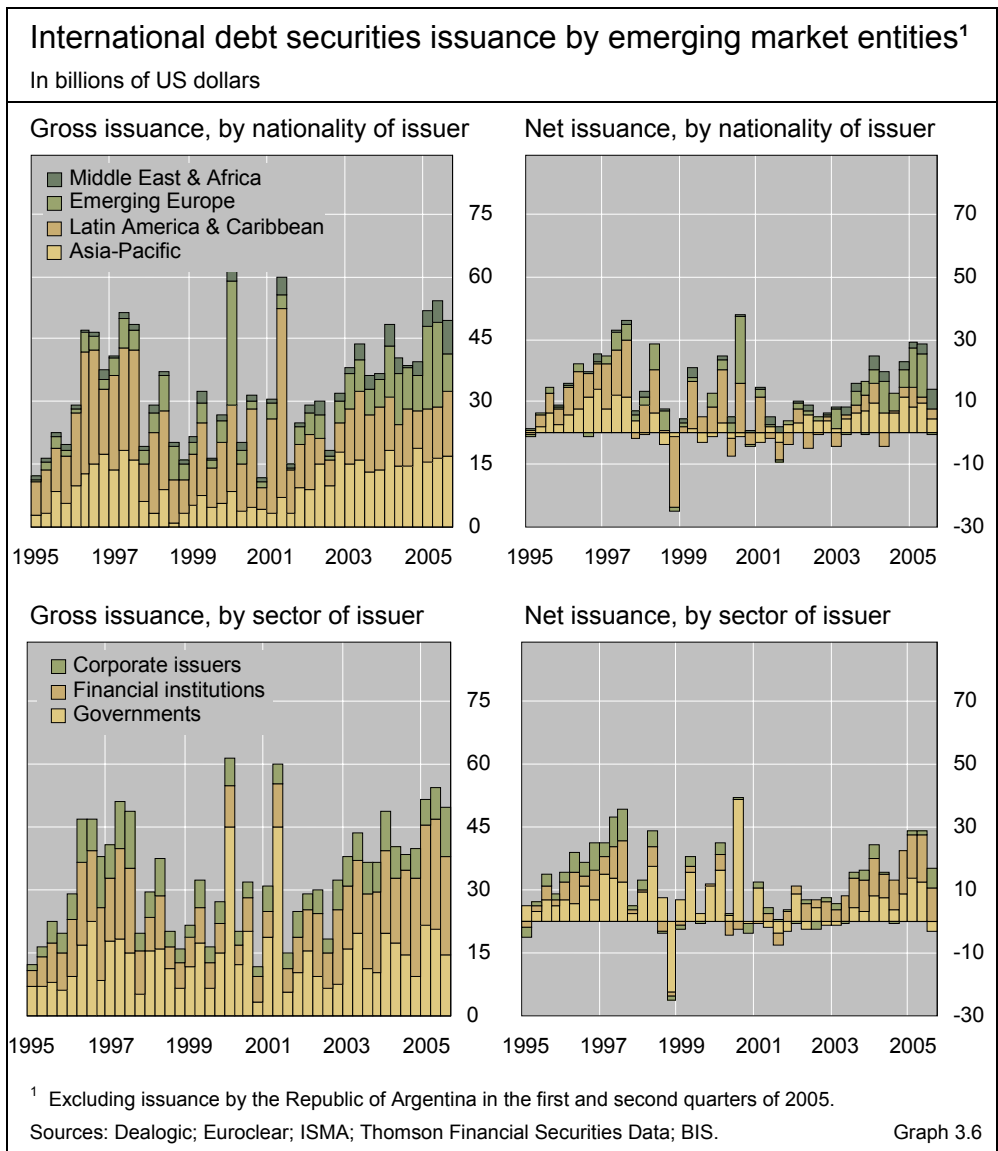 International debt securities issuance by emerging market entities¹
In billions of US dollars
Gross issuance, by nationality of issuer
Middle East & Africa
Emerging Europe
Latin America & Caribbean
Asia-Pacific
75
60
45
30
15
0
1995 1997 1999 2001 2003 2005
Net issuance, by nationality of issuer
70
50
30
10
-10
-30
1995 1997 1999 2001 2003 2005
Gross issuance, by sector of issuer
Corporate issuers
Financial institutions
Governments
75
60
45
30
15
0
1995 1997 1999 2001 2003 2005
Net issuance, by sector of issuer
70
50
30
10
-10
-30
1995 1997 1999 2001 2003 2005
¹ Excluding issuance by the Republic of Argentina in the first and second quarters of 2005.
Sources: Dealogic; Euroclear; ISMA; Thomson Financial Securities Data; BIS. Graph 3.6